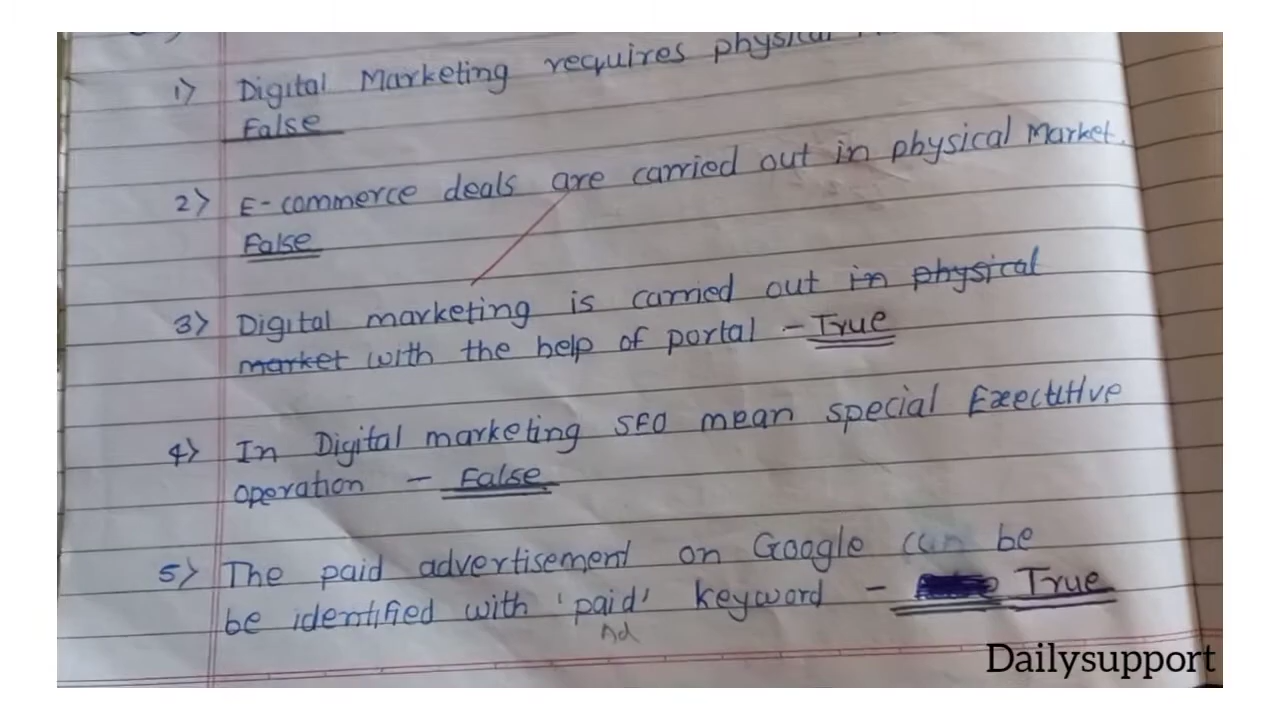 1) Digital Marketing requires physical
False
2) E-commerce deals are carried out in physical Market.
False
3) Digital marketing is carried out in physical
market with the help of portal - True
4) In Digital marketing SEO mean special Executive
operation - False
5) The paid advertisement on Google can be
be identified with 'paid' keyword - True
Ad
Dailysupport